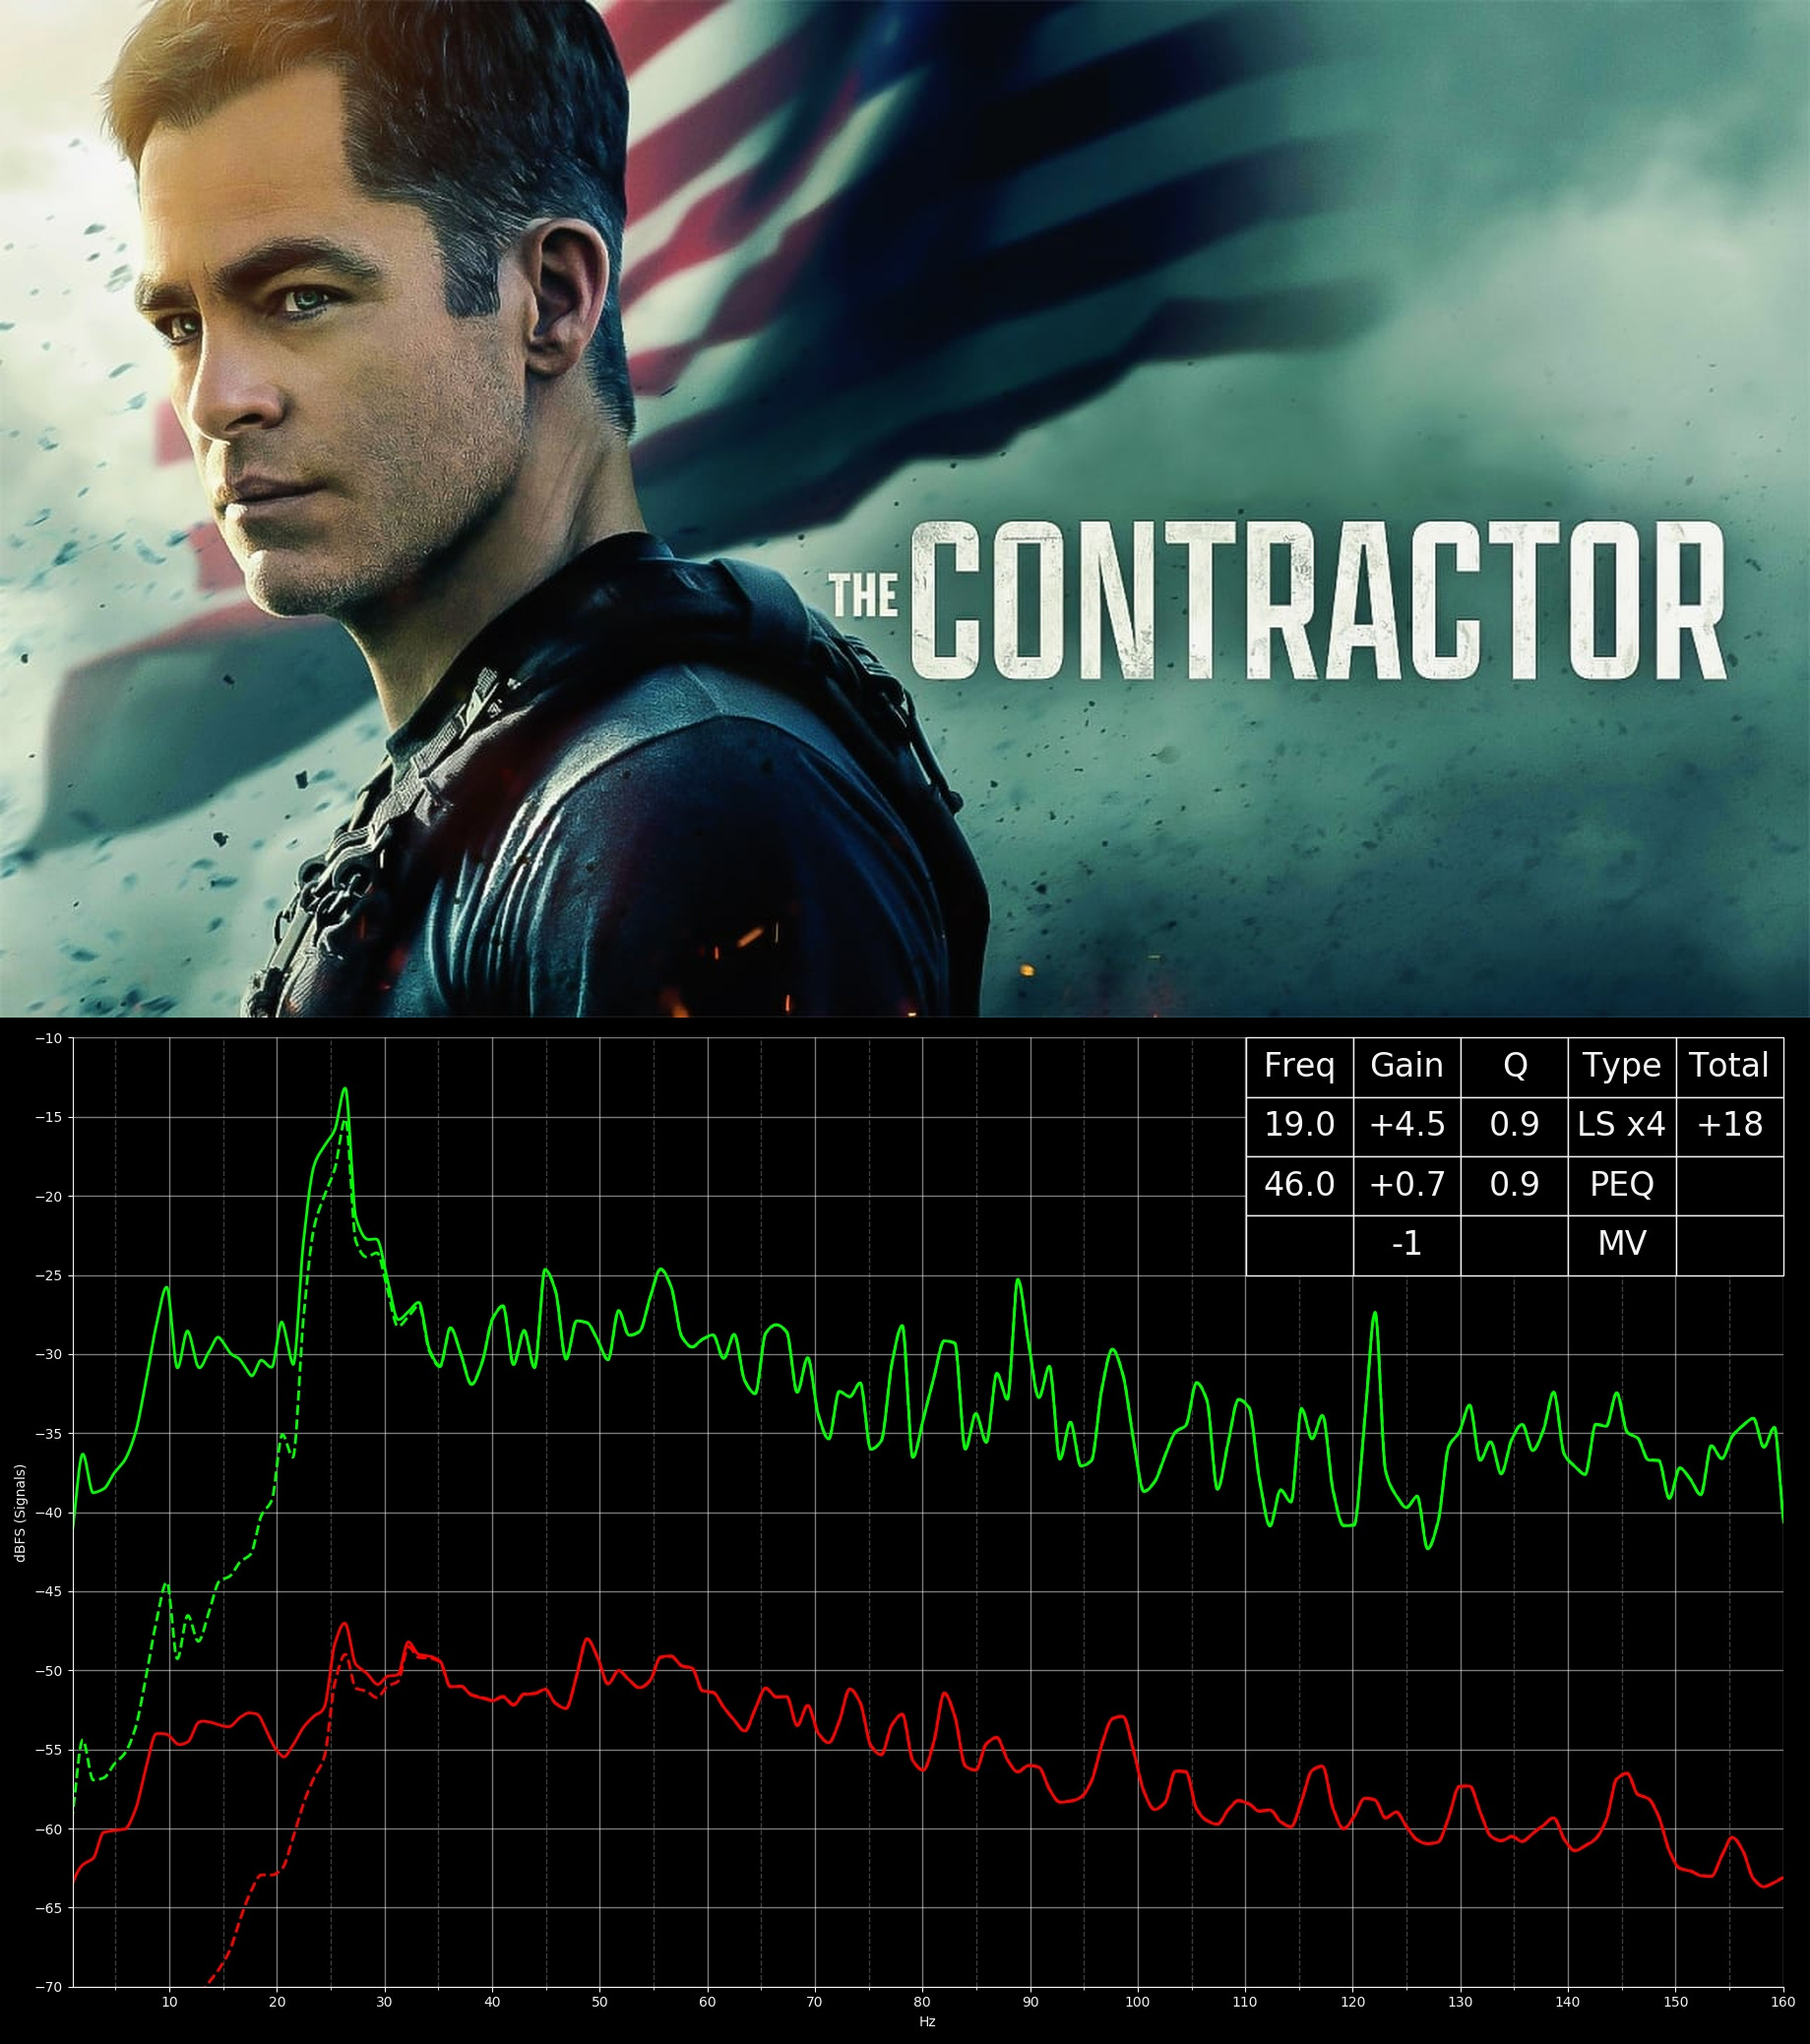 THE CONTRACTOR
Freq Gain Q Type Total
19.0 +4.5 0.9 LS x4 +18
46.0 +0.7 0.9 PEQ
-1 MV
−10
−15
−20
−25
−30
−35
−40
−45
−50
−55
−60
−65
−70
dBFS (Signals)
10 20 30 40 50 60 70 80 90 100 110 120 130 140 150 160
Hz